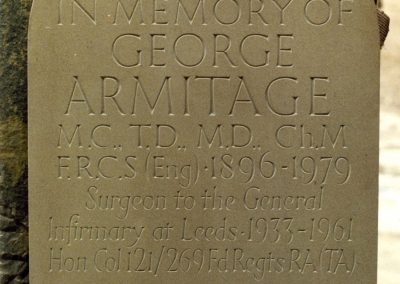 IN MEMORY OF
GEORGE
ARMITAGE
M.C., T.D., M.D., Ch.M
F.R.C.S (Eng)·1896-1979
Surgeon to the General
Infirmary at Leeds·1933-1961
Hon Col 121/269 Fd Regts RA (TA)